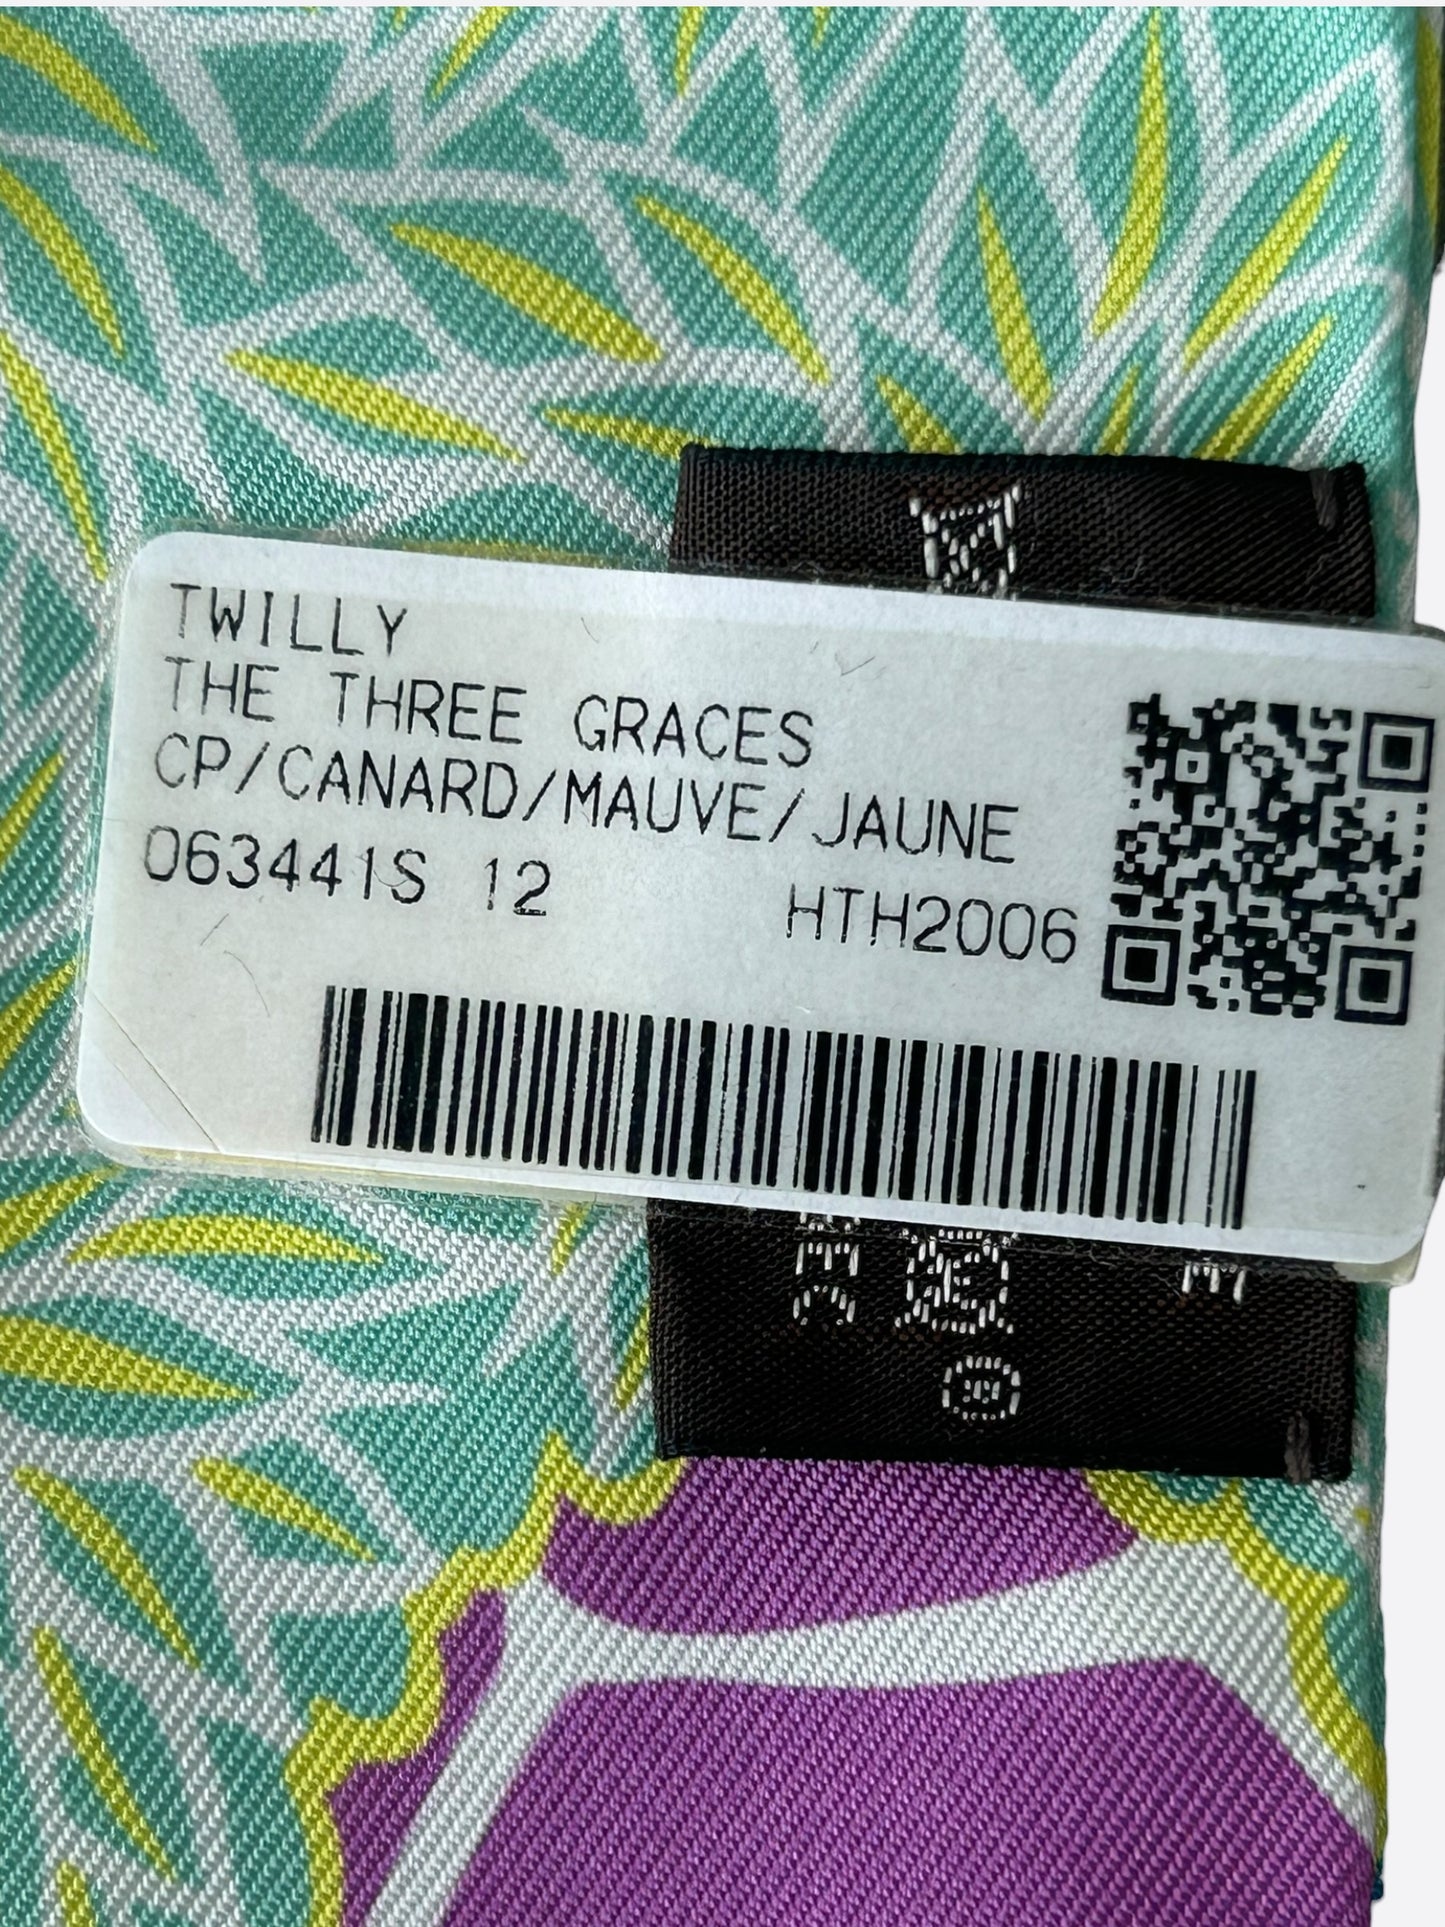 TWILLY
THE THREE GRACES
CP/CANARD/MAUVE/JAUNE
063441S 12 HTH2006